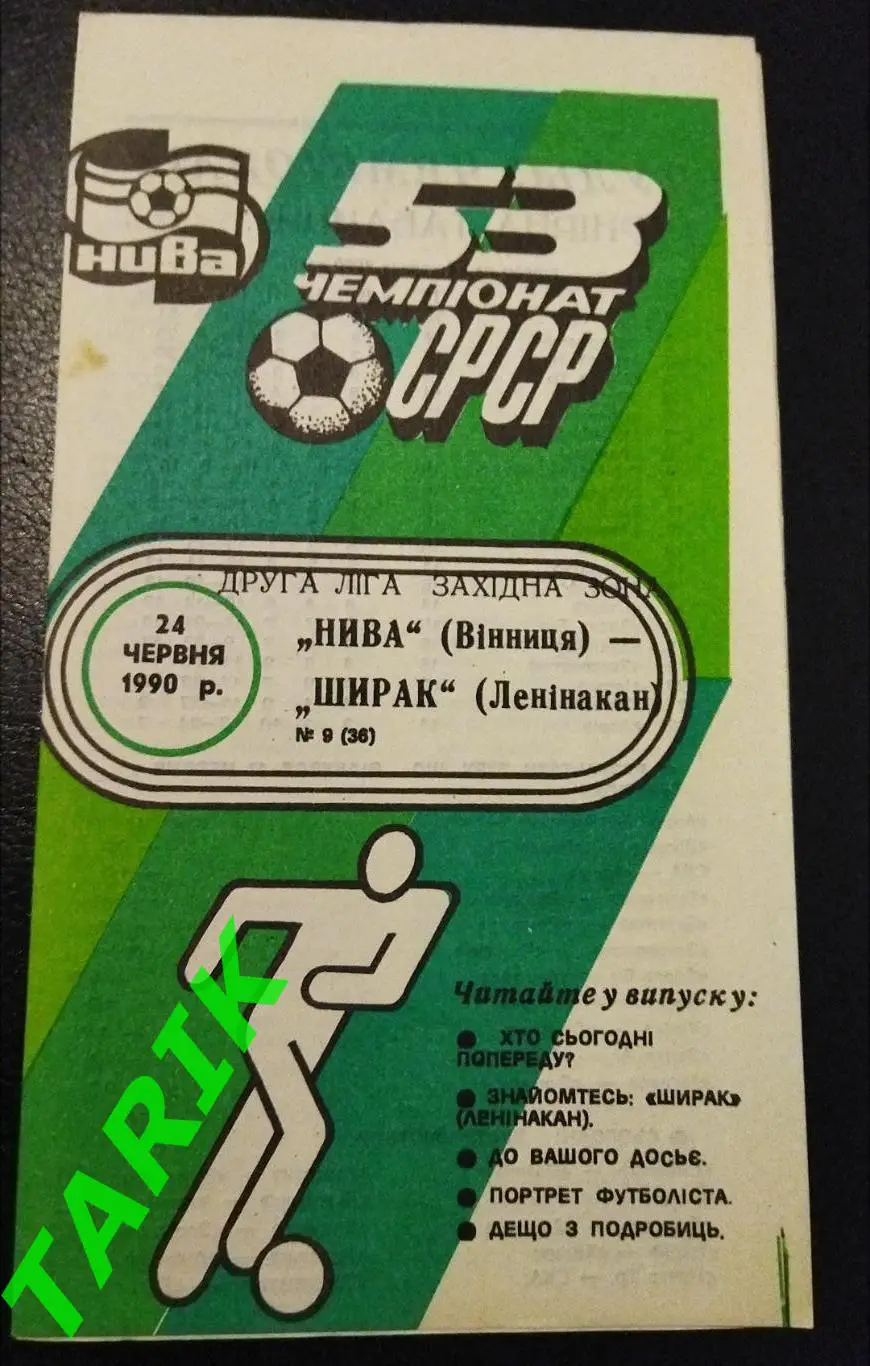 нива
53
ЧЕМПІОНАТ
СРСР
ДРУГА ЛІГА ЗАХІДНА ЗОНА
24
ЧЕРВНЯ
1990 р.
„НИВА“ (Вінниця) —
„ШИРАК“ (Ленінакан)
№ 9 (36)
Читайте у випуску:
● ХТО СЬОГОДНІ
ПОПЕРЕДУ?
● ЗНАЙОМТЕСЬ: «ШИРАК»
(ЛЕНІНАКАН).
● ДО ВАШОГО ДОСЬЄ.
● ПОРТРЕТ ФУТБОЛІСТА.
● ДЕЩО З ПОДРОБИЦЬ.
TARIK